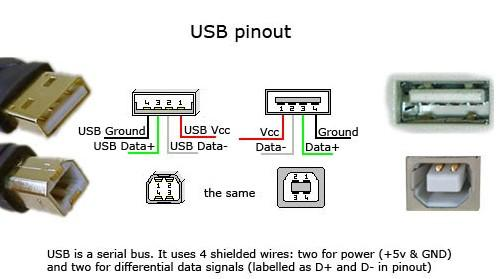 USB pinout
4 3 2 1
1 2 3 4
USB Ground
USB Vcc
Vcc
Ground
USB Data+
USB Data-
Data-
Data+
1 2
4 3
the same
2 1
3 4
USB is a serial bus. It uses 4 shielded wires: two for power (+5v & GND)
and two for differential data signals (labelled as D+ and D- in pinout)